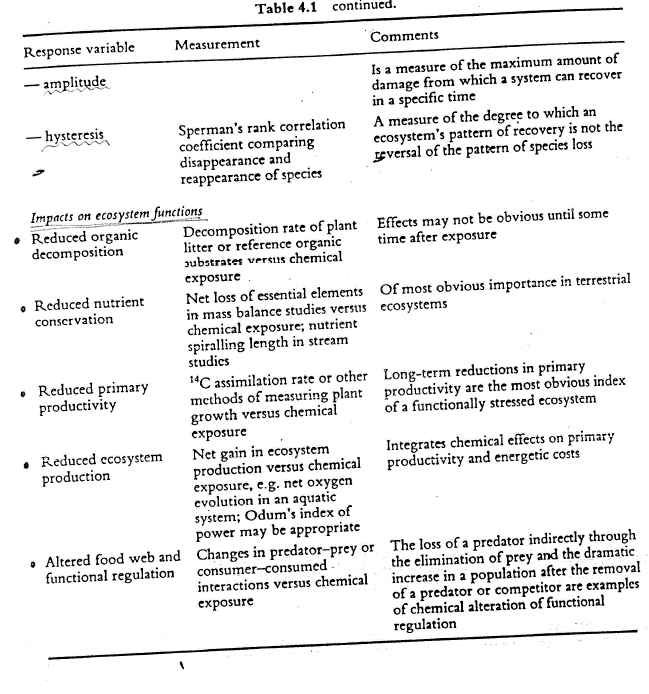 Table 4.1 continued.
Response variable Measurement Comments
— amplitude
Is a measure of the maximum amount of
damage from which a system can recover
in a specific time
— hysteresis
Sperman's rank correlation
coefficient comparing
disappearance and
reappearance of species
A measure of the degree to which an
ecosystem's pattern of recovery is not the
reversal of the pattern of species loss
Impacts on ecosystem functions
• Reduced organic
decomposition
Decomposition rate of plant
litter or reference organic
substrates versus chemical
exposure
Effects may not be obvious until some
time after exposure
• Reduced nutrient
conservation
Net loss of essential elements
in mass balance studies versus
chemical exposure; nutrient
spiralling length in stream
studies
Of most obvious importance in terrestrial
ecosystems
• Reduced primary
productivity
¹⁴C assimilation rate or other
methods of measuring plant
growth versus chemical
exposure
Long-term reductions in primary
productivity are the most obvious index
of a functionally stressed ecosystem
• Reduced ecosystem
production
Net gain in ecosystem
production versus chemical
exposure, e.g. net oxygen
evolution in an aquatic
system; Odum's index of
power may be appropriate
Integrates chemical effects on primary
productivity and energetic costs
• Altered food web and
functional regulation
Changes in predator–prey or
consumer–consumed
interactions versus chemical
exposure
The loss of a predator indirectly through
the elimination of prey and the dramatic
increase in a population after the removal
of a predator or competitor are examples
of chemical alteration of functional
regulation